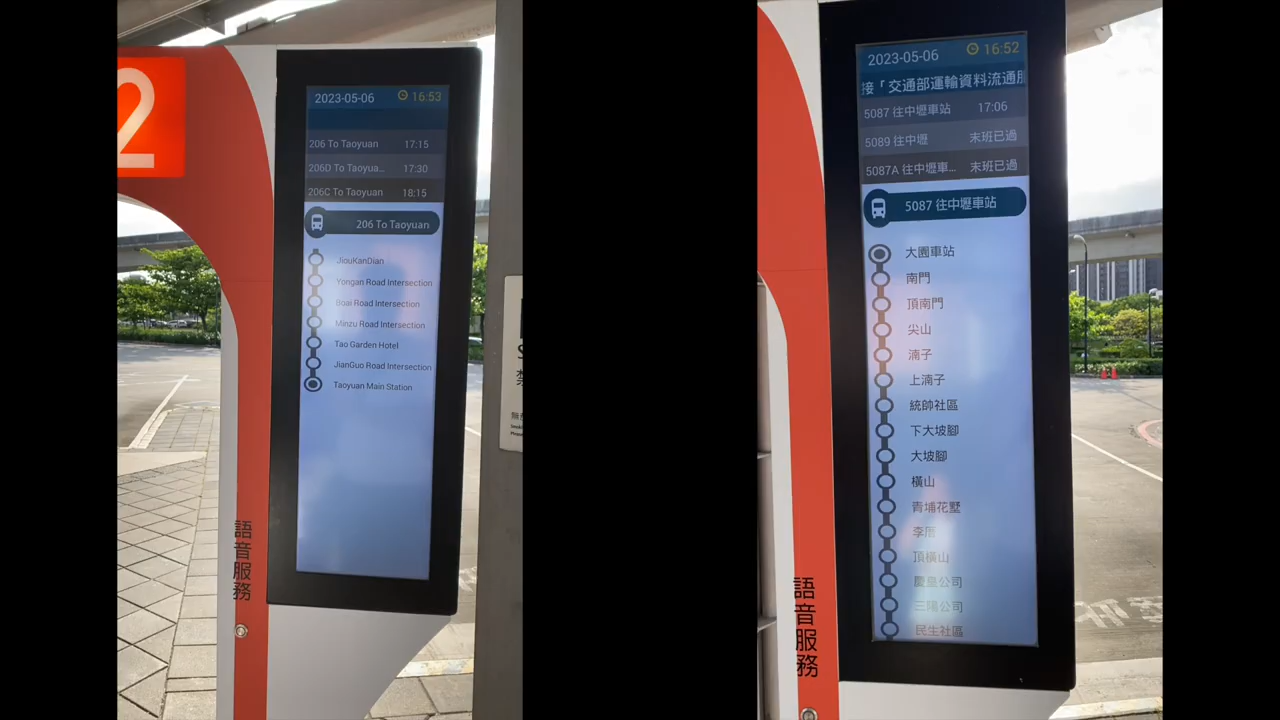 2
2023-05-06 16:53
206 To Taoyuan 17:15
206D To Taoyua... 17:30
206C To Taoyuan 18:15
206 To Taoyuan
JiouKanDian
Yongan Road Intersection
Boai Road Intersection
Minzu Road Intersection
Tao Garden Hotel
JianGuo Road Intersection
Taoyuan Main Station
語音服務
2023-05-06 16:52
接「交通部運輸資料流通服
5087 往中壢車站 17:06
5089 往中壢 末班已過
5087A 往中壢車... 末班已過
5087 往中壢車站
大園車站
南門
頂南門
尖山
湳子
上湳子
統帥社區
下大坡腳
大坡腳
橫山
青埔花墅
李厝
頂橫山
慶皇公司
三陽公司
民生社區
語音服務